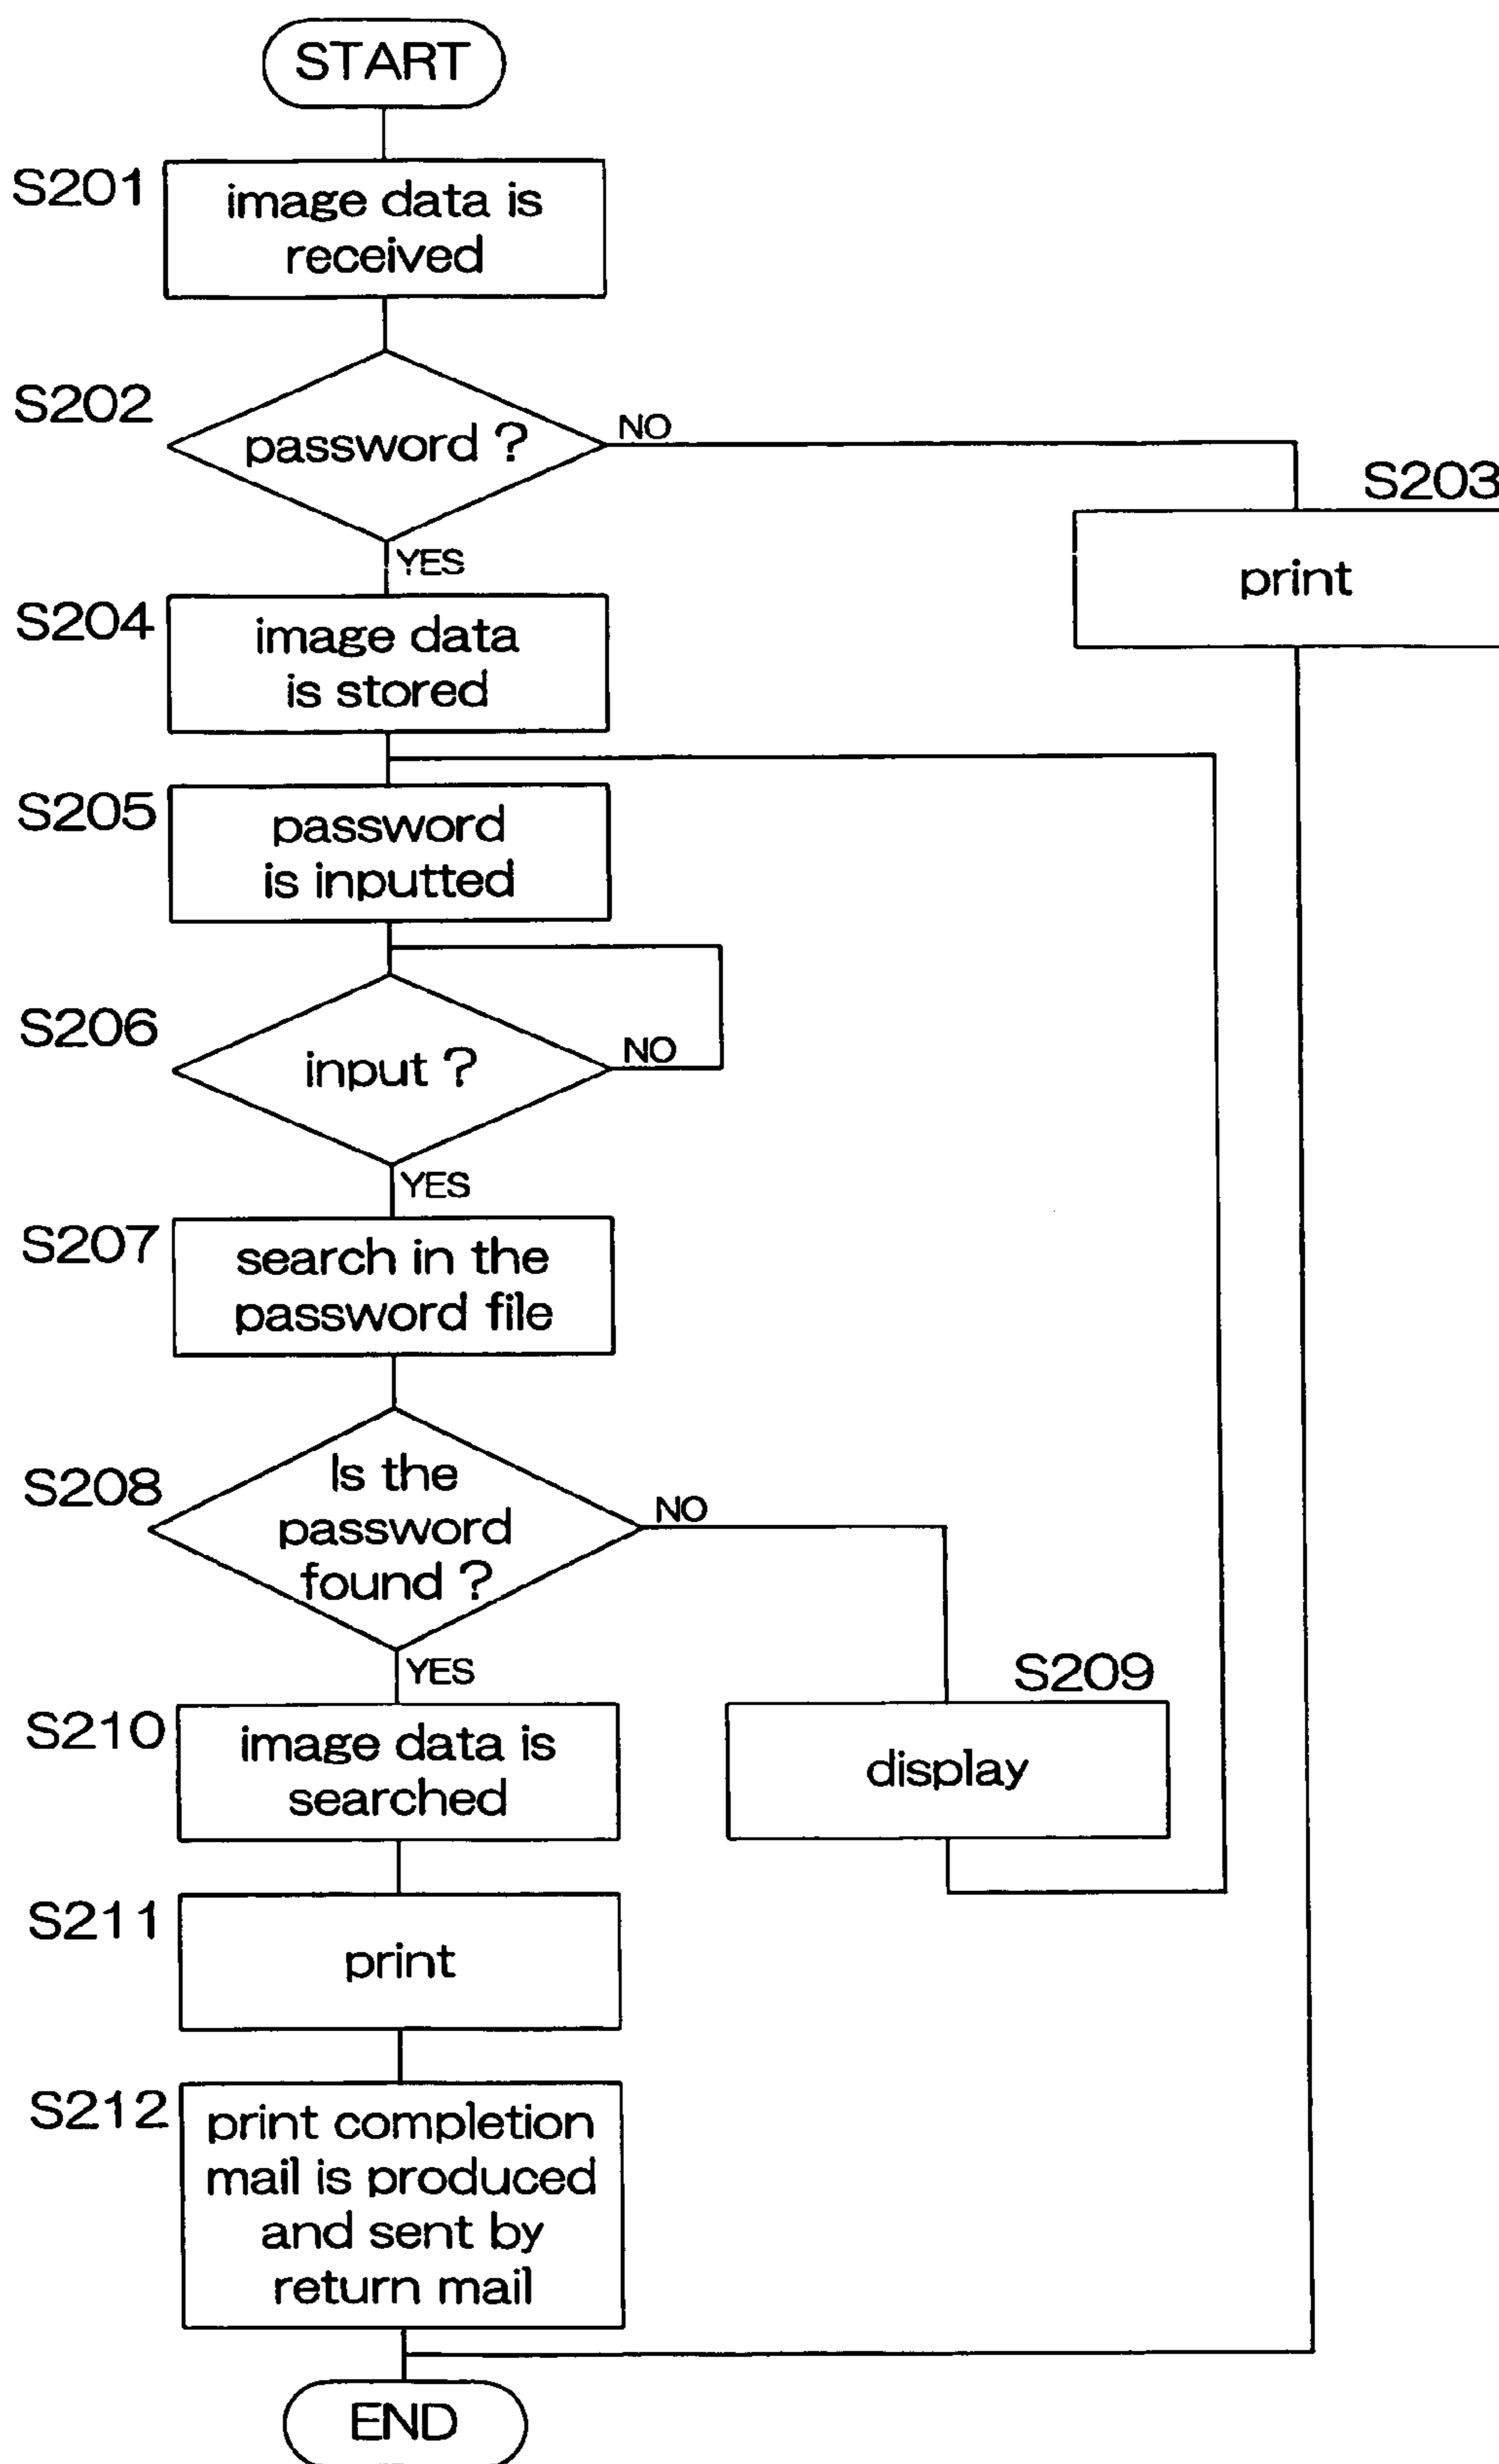 START
S201
image data is
received
S202
password ?
NO
S203
print
YES
S204
image data
is stored
S205
password
is inputted
S206
input ?
NO
YES
S207
search in the
password file
S208
Is the
password
found ?
NO
YES
S209
display
S210
image data is
searched
S211
print
S212
print completion
mail is produced
and sent by
return mail
END